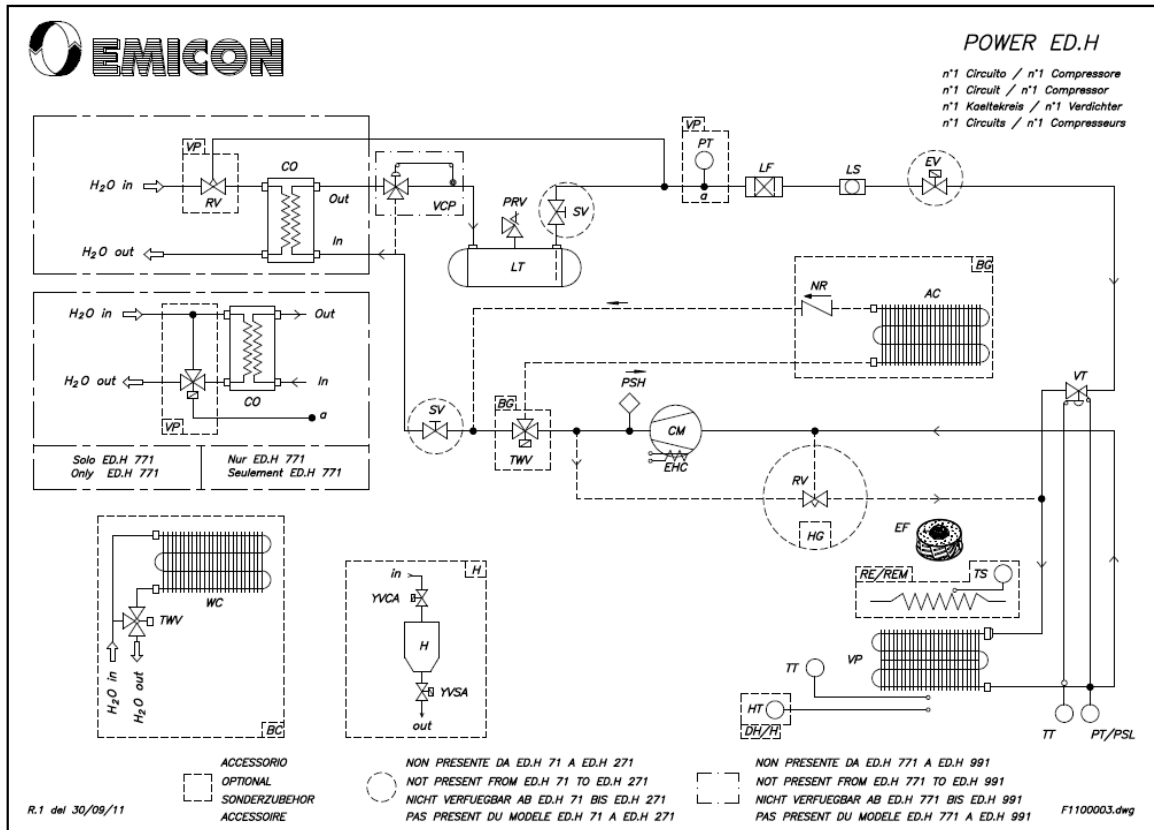 EMICON
POWER ED.H
n°1 Circuito / n°1 Compressore
n°1 Circuit / n°1 Compressor
n°1 Kaeltekreis / n°1 Verdichter
n°1 Circuits / n°1 Compresseurs
VP
H2O in
RV
CO
Out
H2O out
In
VCP
PRV
SV
LT
VP
PT
a
LF
LS
EV
H2O in
Out
H2O out
In
CO
VP
a
Solo ED.H 771
Only ED.H 771
Nur ED.H 771
Seulement ED.H 771
BG
NR
AC
SV
BG
TWV
PSH
CM
EHC
RV
HG
VT
EF
RE/REM
TS
VP
TT
HT
DH/H
TT
PT/PSL
WC
TWV
H2O in
H2O out
BC
H
in
YVCA
H
YVSA
out
ACCESSORIO
OPTIONAL
SONDERZUBEHOR
ACCESSOIRE
NON PRESENTE DA ED.H 71 A ED.H 271
NOT PRESENT FROM ED.H 71 TO ED.H 271
NICHT VERFUEGBAR AB ED.H 71 BIS ED.H 271
PAS PRESENT DU MODELE ED.H 71 A ED.H 271
NON PRESENTE DA ED.H 771 A ED.H 991
NOT PRESENT FROM ED.H 771 TO ED.H 991
NICHT VERFUEGBAR AB ED.H 771 BIS ED.H 991
PAS PRESENT DU MODELE ED.H 771 A ED.H 991
R.1 del 30/09/11
F1100003.dwg